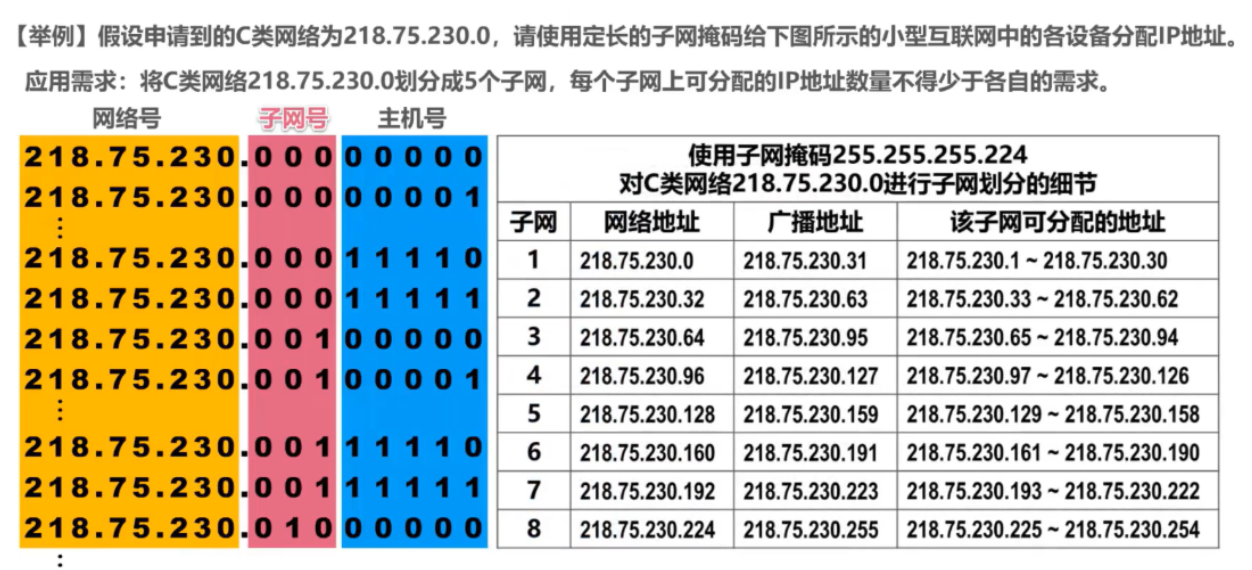 【举例】假设申请到的C类网络为218.75.230.0，请使用定长的子网掩码给下图所示的小型互联网中的各设备分配IP地址。
应用需求：将C类网络218.75.230.0划分成5个子网，每个子网上可分配的IP地址数量不得少于各自的需求。
网络号 子网号 主机号
218.75.230.000 00000
218.75.230.000 00001
⋮
218.75.230.000 11110
218.75.230.000 11111
218.75.230.001 00000
218.75.230.001 00001
⋮
218.75.230.001 11110
218.75.230.001 11111
218.75.230.010 00000
⋮
使用子网掩码255.255.255.224
对C类网络218.75.230.0进行子网划分的细节
子网 网络地址 广播地址 该子网可分配的地址
1 218.75.230.0 218.75.230.31 218.75.230.1 ~ 218.75.230.30
2 218.75.230.32 218.75.230.63 218.75.230.33 ~ 218.75.230.62
3 218.75.230.64 218.75.230.95 218.75.230.65 ~ 218.75.230.94
4 218.75.230.96 218.75.230.127 218.75.230.97 ~ 218.75.230.126
5 218.75.230.128 218.75.230.159 218.75.230.129 ~ 218.75.230.158
6 218.75.230.160 218.75.230.191 218.75.230.161 ~ 218.75.230.190
7 218.75.230.192 218.75.230.223 218.75.230.193 ~ 218.75.230.222
8 218.75.230.224 218.75.230.255 218.75.230.225 ~ 218.75.230.254